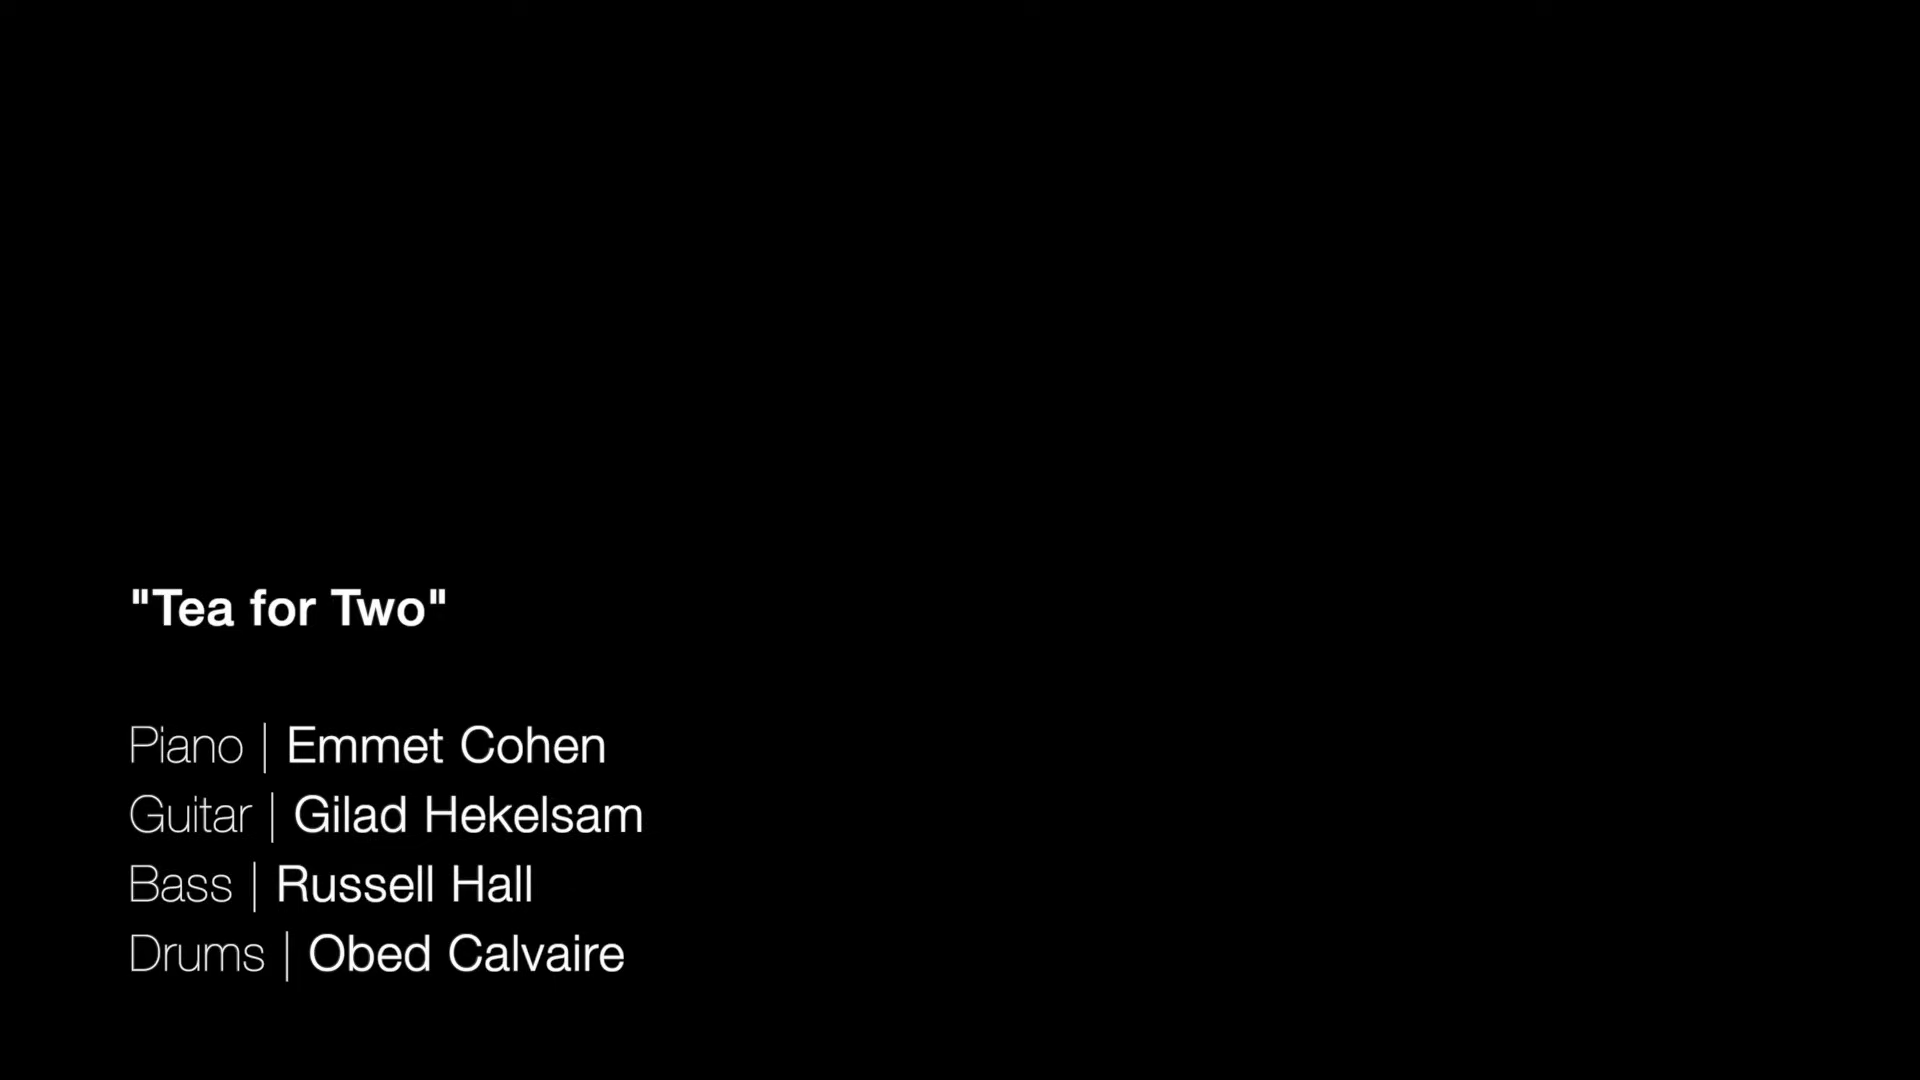 "Tea for Two"
Piano | Emmet Cohen
Guitar | Gilad Hekelsam
Bass | Russell Hall
Drums | Obed Calvaire